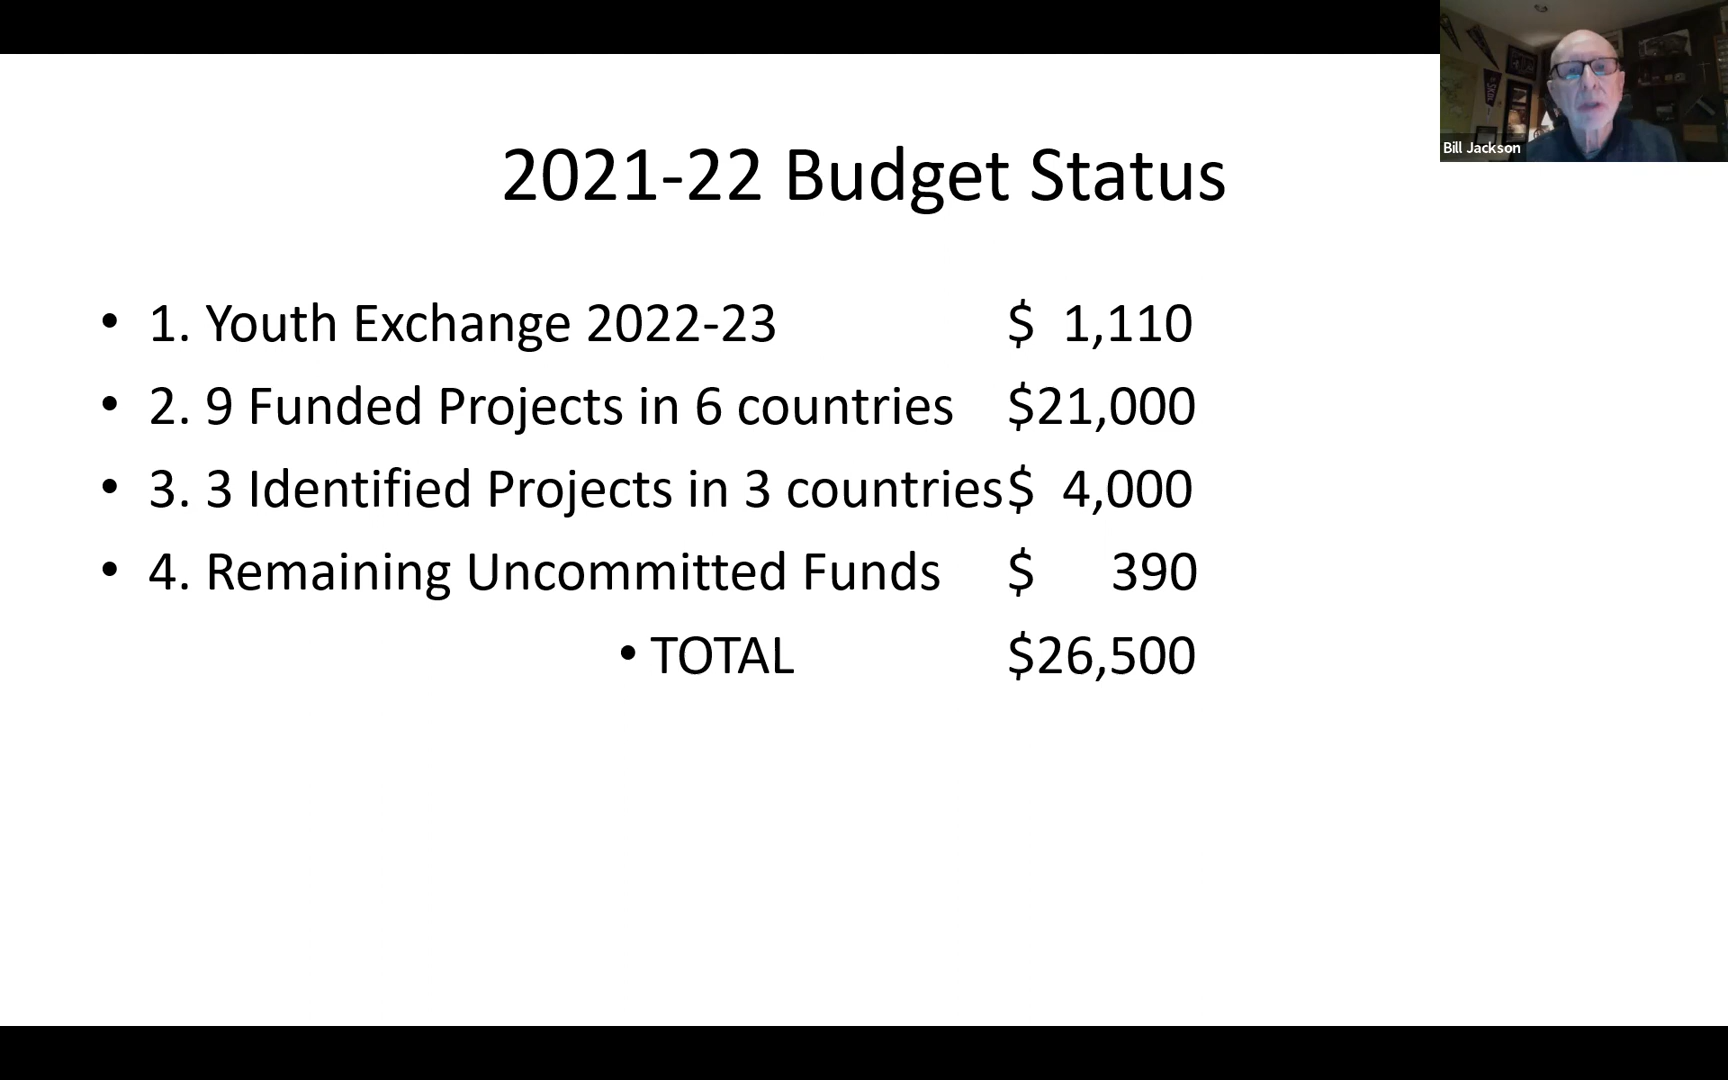 Bill Jackson
2021-22 Budget Status
• 1. Youth Exchange 2022-23 $ 1,110
• 2. 9 Funded Projects in 6 countries $21,000
• 3. 3 Identified Projects in 3 countries $ 4,000
• 4. Remaining Uncommitted Funds $ 390
• TOTAL $26,500